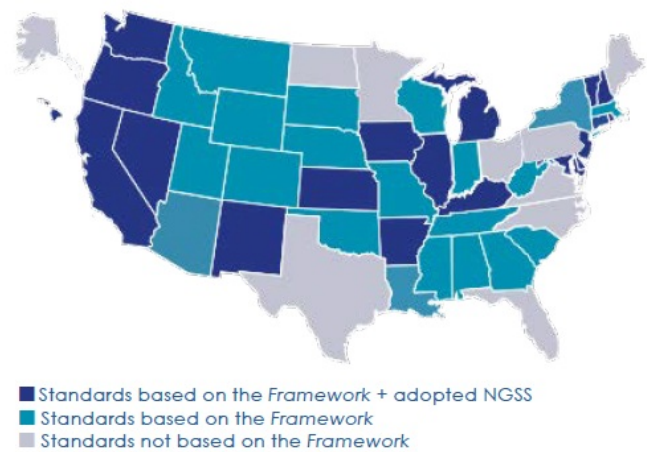 Standards based on the Framework + adopted NGSS
Standards based on the Framework
Standards not based on the Framework